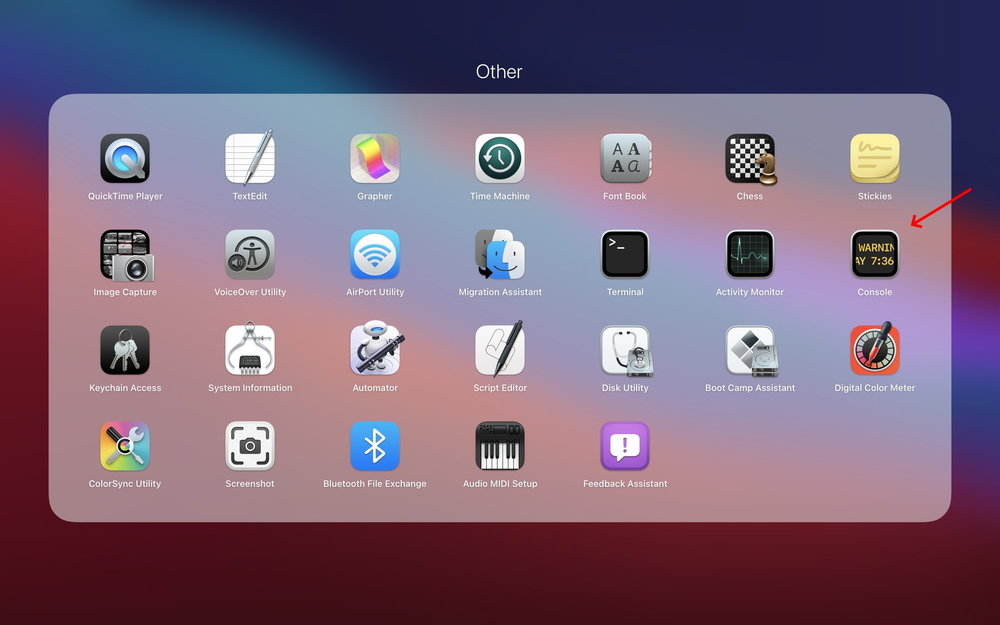 Other
QuickTime Player
TextEdit
Grapher
Time Machine
A A
A a
Font Book
Chess
Stickies
Image Capture
VoiceOver Utility
AirPort Utility
Migration Assistant
>_
Terminal
Activity Monitor
WARNIN
AY 7:36
Console
Keychain Access
System Information
Automator
Script Editor
Disk Utility
Boot Camp Assistant
Digital Color Meter
ColorSync Utility
Screenshot
Bluetooth File Exchange
Audio MIDI Setup
!
Feedback Assistant